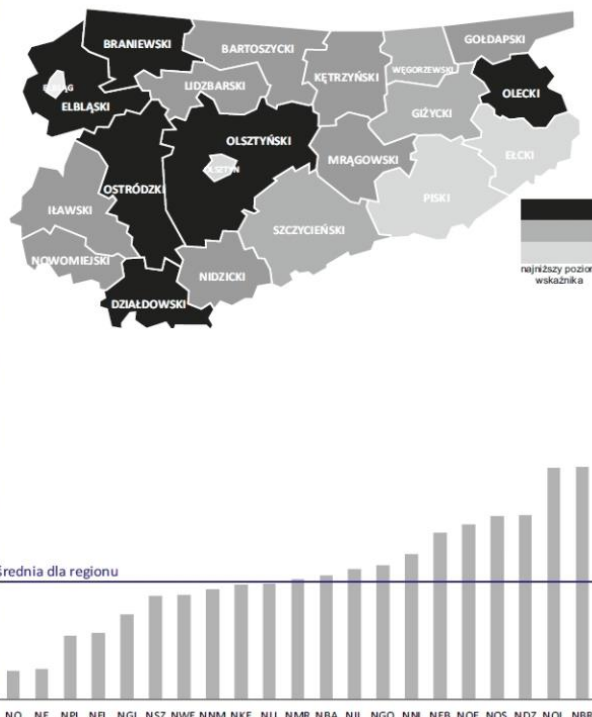 BRANIEWSKI
BARTOSZYCKI
GOŁDAPSKI
KĘTRZYŃSKI
WĘGORZEWSKI
LIDZBARSKI
OLECKI
ELBLĄSKI
GIŻYCKI
OLSZTYŃSKI
MRĄGOWSKI
EŁCKI
OLSZTYN
OSTRÓDZKI
PISKI
IŁAWSKI
SZCZYCIEŃSKI
NOWOMIEJSKI
NIDZICKI
najniższy poziom
wskaźnika
DZIAŁDOWSKI
średnia dla regionu
NO NE NPI NEL NGI NSZ NWE NNM NKE NLI NMR NBA NIL NGO NNI NEB NOE NOS NDZ NOL NBR